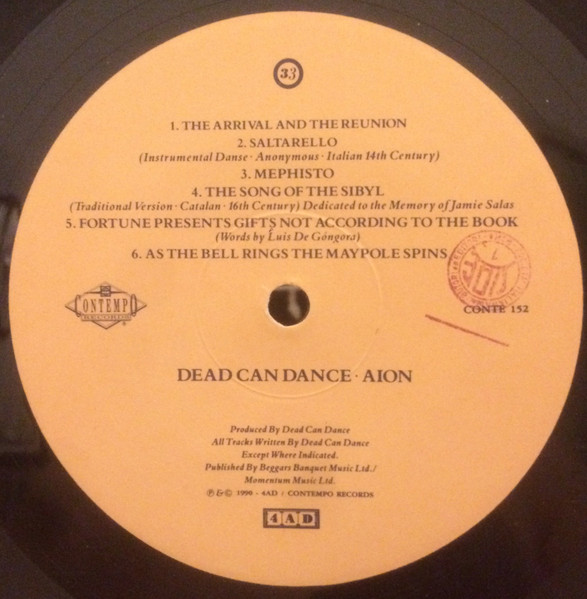 33
1. THE ARRIVAL AND THE REUNION
2. SALTARELLO
(Instrumental Danse · Anonymous · Italian 14th Century)
3. MEPHISTO
4. THE SONG OF THE SIBYL
(Traditional Version · Catalan · 16th Century) Dedicated to the Memory of Jamie Salas
5. FORTUNE PRESENTS GIFTS NOT ACCORDING TO THE BOOK
(Words by Luis De Góngora)
6. AS THE BELL RINGS THE MAYPOLE SPINS
CONTEMPO
CONTE 152
DEAD CAN DANCE · AION
Produced By Dead Can Dance
All Tracks Written By Dead Can Dance
Except Where Indicated.
Published By Beggars Banquet Music Ltd./
Momentum Music Ltd.
℗&© 1990 · 4AD / CONTEMPO RECORDS
4AD